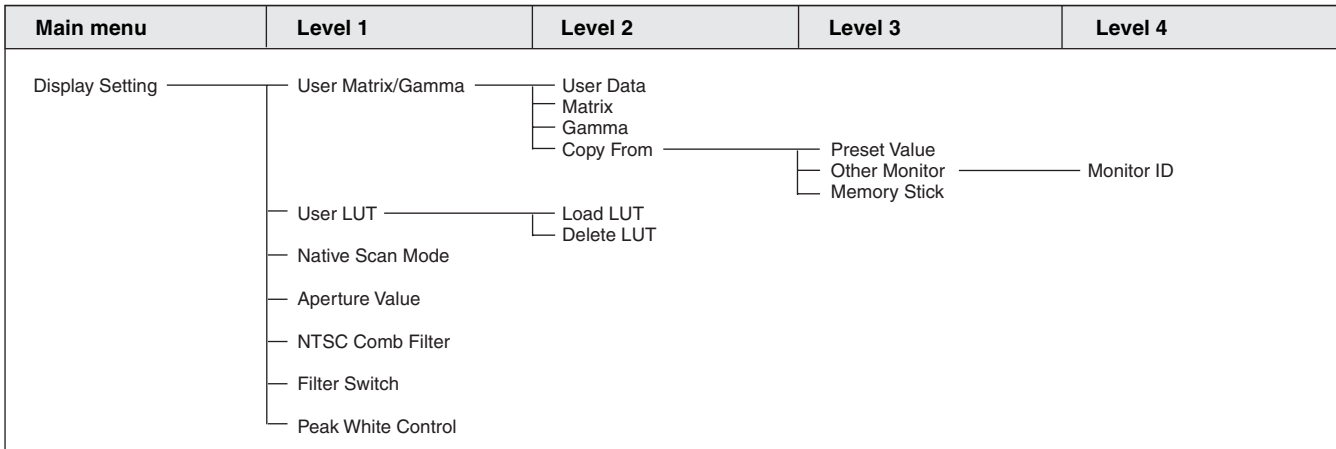 Main menu Level 1 Level 2 Level 3 Level 4
Display Setting User Matrix/Gamma User Data
Matrix
Gamma
Copy From Preset Value
Other Monitor Monitor ID
Memory Stick
User LUT Load LUT
Delete LUT
Native Scan Mode
Aperture Value
NTSC Comb Filter
Filter Switch
Peak White Control